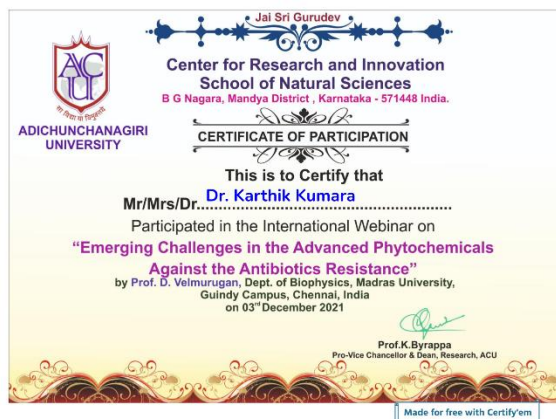 Jai Sri Gurudev
ACU
सा विद्या या विमुक्तये
ADICHUNCHANAGIRI
UNIVERSITY
Center for Research and Innovation
School of Natural Sciences
B G Nagara, Mandya District , Karnataka - 571448 India.
CERTIFICATE OF PARTICIPATION
This is to Certify that
Mr/Mrs/Dr. Dr. Karthik Kumara
Participated in the International Webinar on
“Emerging Challenges in the Advanced Phytochemicals
Against the Antibiotics Resistance”
by Prof. D. Velmurugan, Dept. of Biophysics, Madras University,
Guindy Campus, Chennai, India
on 03rd December 2021
Prof.K.Byrappa
Pro-Vice Chancellor & Dean, Research, ACU
Made for free with Certify'em